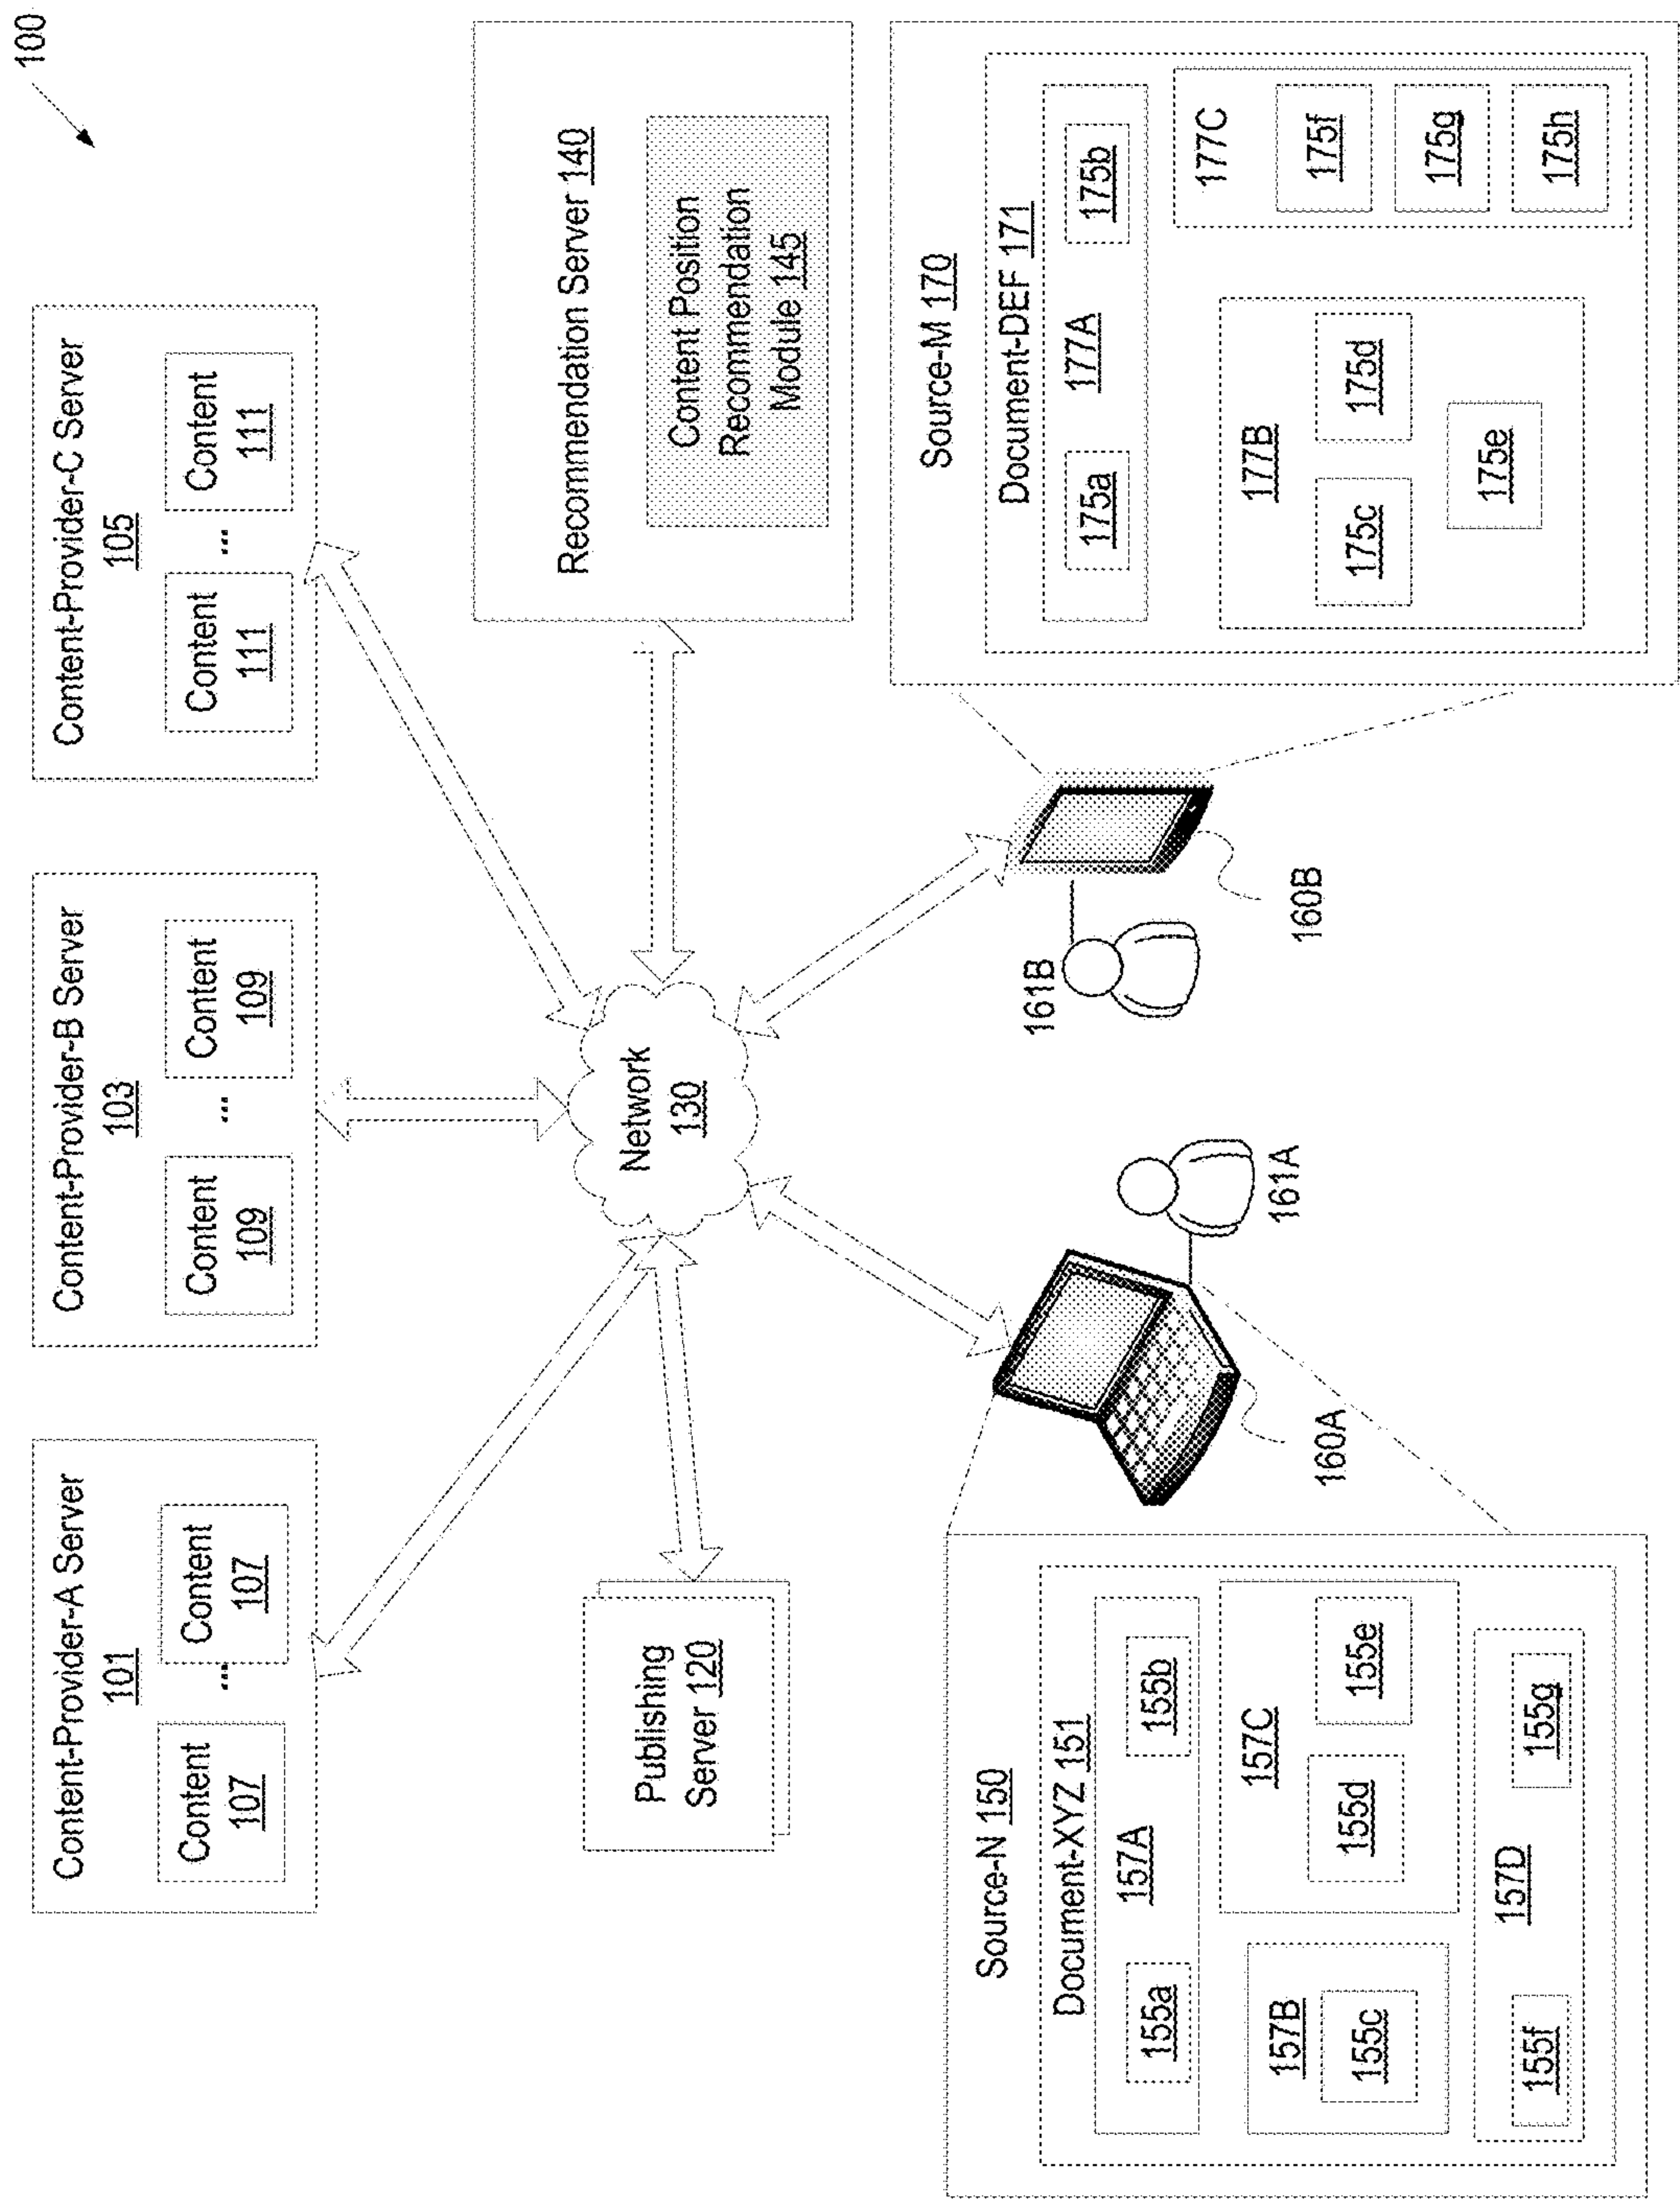 100
Content-Provider-A Server
101
Content
107
...
Content
107
Content-Provider-B Server
103
Content
109
...
Content
109
Content-Provider-C Server
105
Content
111
...
Content
111
Publishing
Server 120
Network
130
Recommendation Server 140
Content Position
Recommendation
Module 145
Source-N 150
Document-XYZ 151
155a
157A
155b
157B
155c
157C
155d
155e
155f
157D
155g
160A
161A
161B
160B
Source-M 170
Document-DEF 171
175a
177A
175b
177B
175c
175d
175e
177C
175f
175g
175h